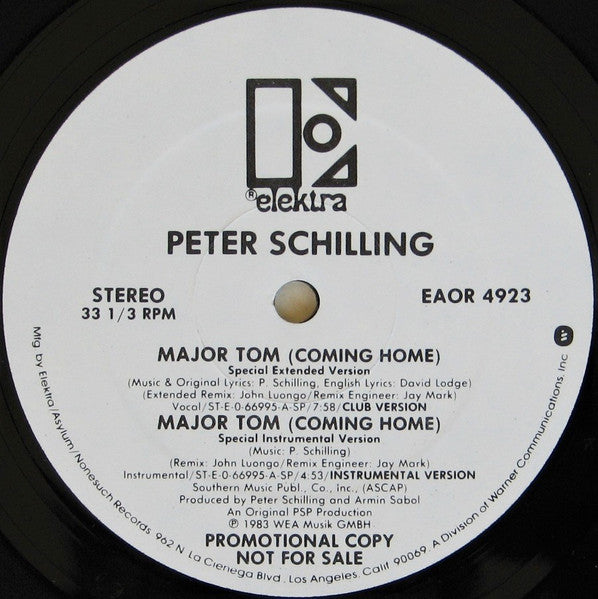 ® elektra
PETER SCHILLING
STEREO
33 1/3 RPM
EAOR 4923
MAJOR TOM (COMING HOME)
Special Extended Version
(Music & Original Lyrics: P. Schilling, English Lyrics: David Lodge)
(Extended Remix: John Luongo/Remix Engineer: Jay Mark)
Vocal/ST-E-0-66995-A-SP/7:58/CLUB VERSION
MAJOR TOM (COMING HOME)
Special Instrumental Version
(Music: P. Schilling)
(Remix: John Luongo/Remix Engineer: Jay Mark)
Instrumental/ST-E-0-66995-A-SP/4:53/INSTRUMENTAL VERSION
Southern Music Publ., Co., Inc., (ASCAP)
Produced by Peter Schilling and Armin Sabol
An Original PSP Production
℗ 1983 WEA Musik GMBH
PROMOTIONAL COPY
NOT FOR SALE
Mfg by Elektra/Asylum/Nonesuch Records 962 N. La Cienega Blvd., Los Angeles, Calif. 90069. A Division of Warner Communications, Inc. w